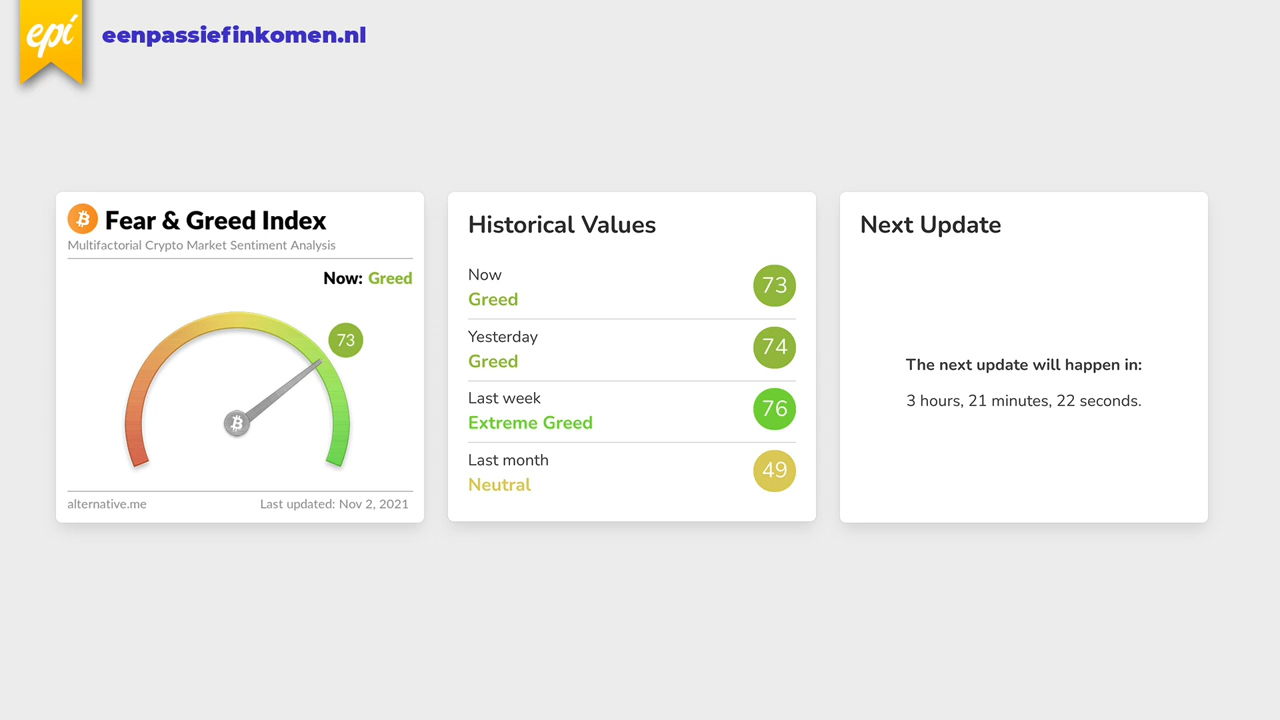 epi
eenpassiefinkomen.nl
Fear & Greed Index
Multifactorial Crypto Market Sentiment Analysis
Now: Greed
73
alternative.me
Last updated: Nov 2, 2021
Historical Values
Now
Greed
73
Yesterday
Greed
74
Last week
Extreme Greed
76
Last month
Neutral
49
Next Update
The next update will happen in:
3 hours, 21 minutes, 22 seconds.